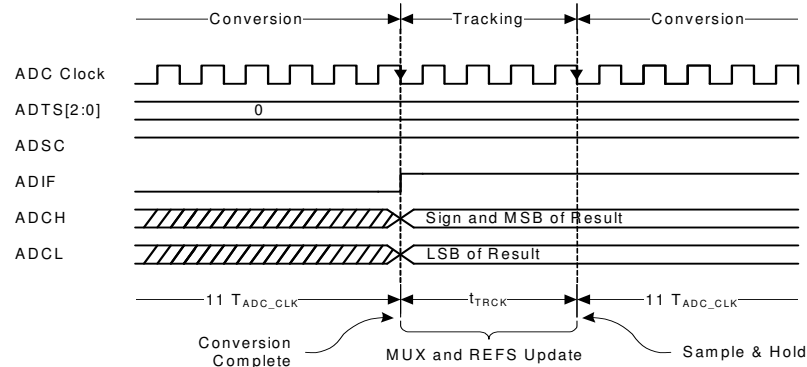 Conversion Tracking Conversion
ADC Clock
ADTS[2:0] 0
ADSC
ADIF
ADCH Sign and MSB of Result
ADCL LSB of Result
11 TADC_CLK tTRCK 11 TADC_CLK
Conversion Complete
MUX and REFS Update
Sample & Hold